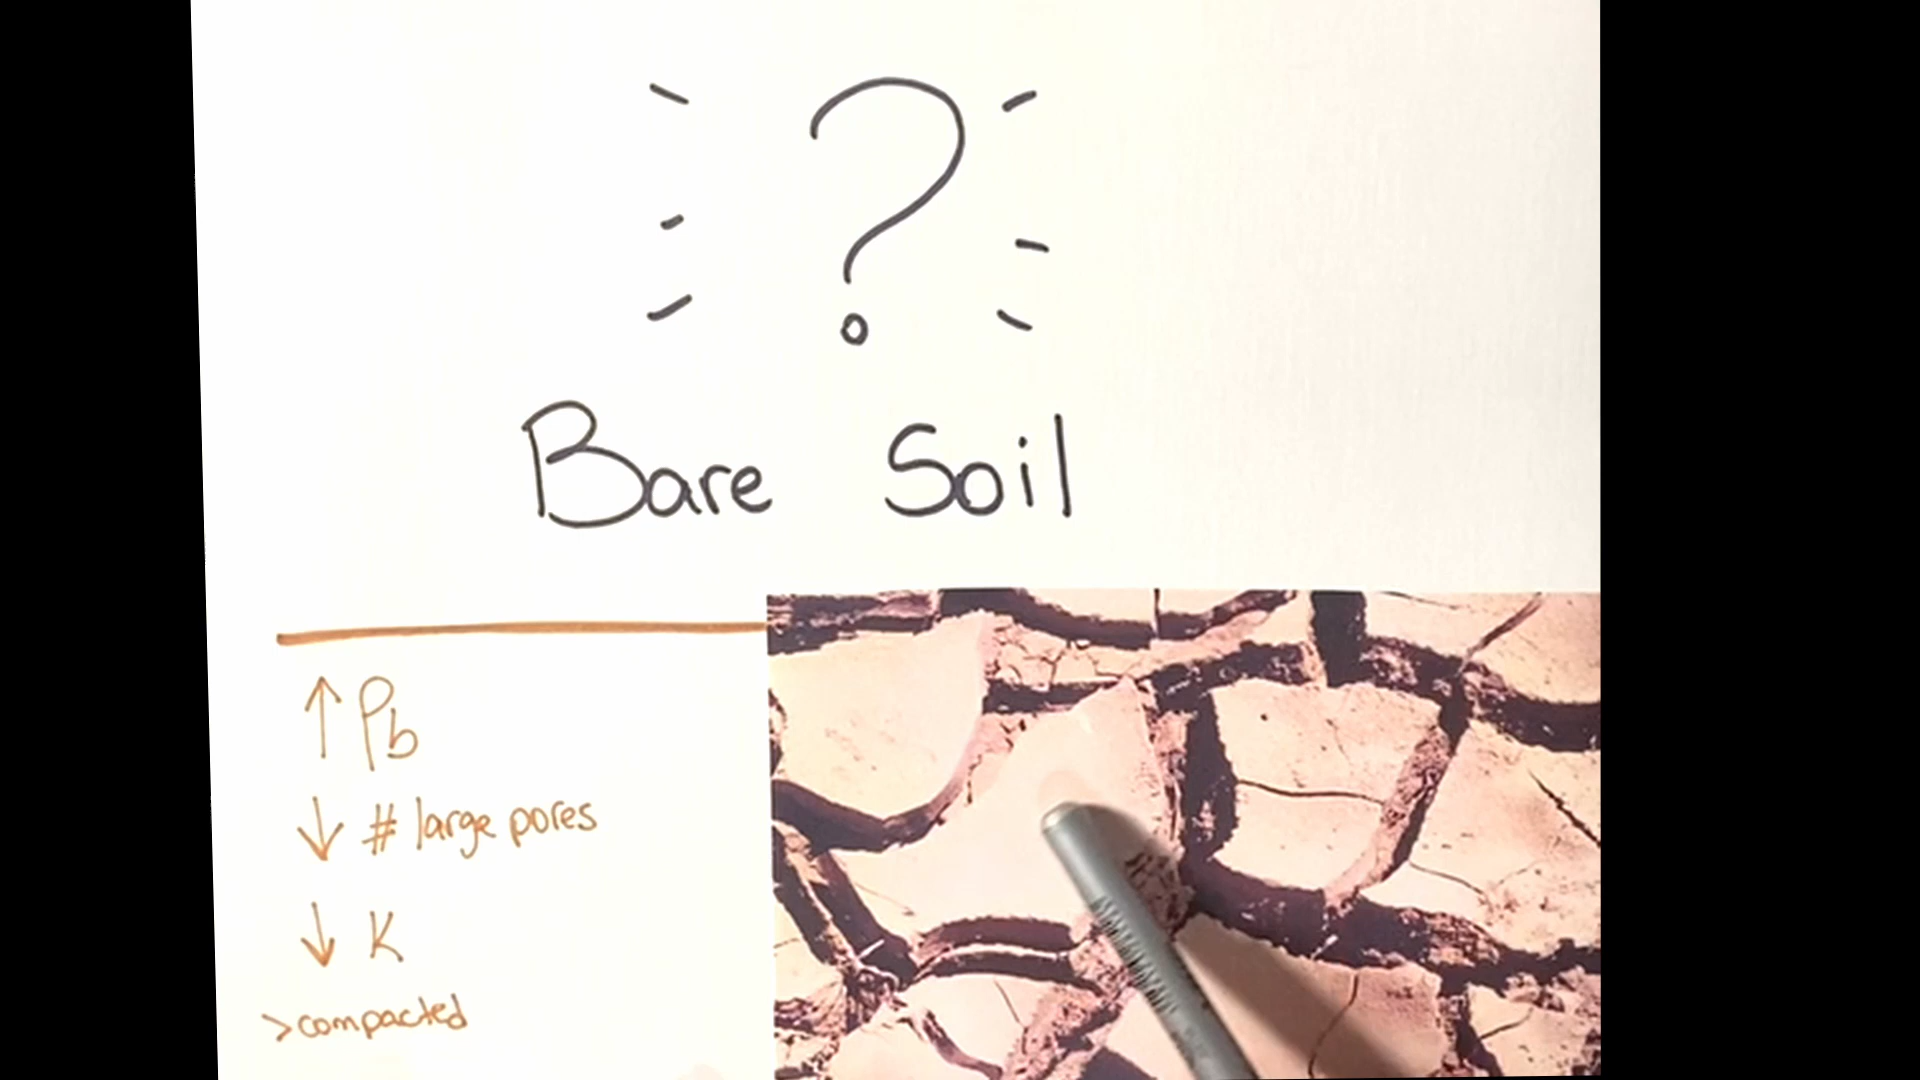 ?
Bare Soil
↑ ρb
↓ # large pores
↓ K
>compacted